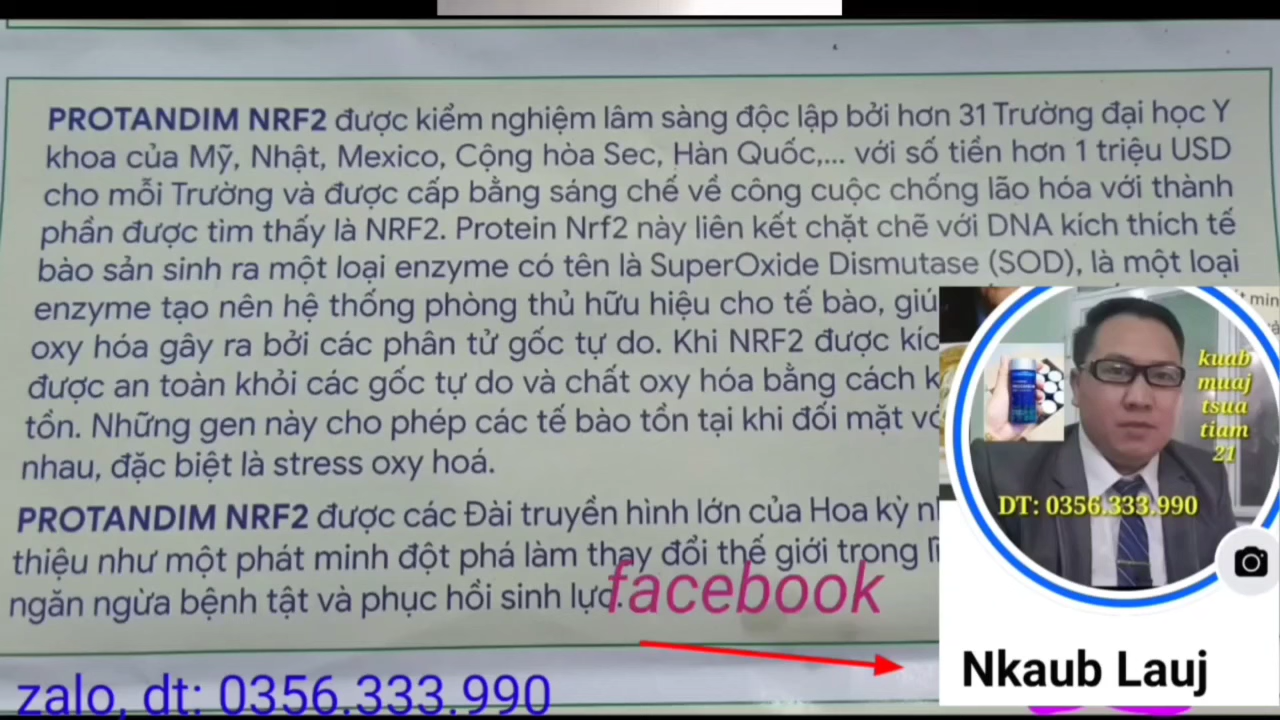 PROTANDIM NRF2 được kiểm nghiệm lâm sàng độc lập bởi hơn 31 Trường đại học Y
khoa của Mỹ, Nhật, Mexico, Cộng hòa Sec, Hàn Quốc,... với số tiền hơn 1 triệu USD
cho mỗi Trường và được cấp bằng sáng chế về công cuộc chống lão hóa với thành
phần được tìm thấy là NRF2. Protein Nrf2 này liên kết chặt chẽ với DNA kích thích tế
bào sản sinh ra một loại enzyme có tên là SuperOxide Dismutase (SOD), là một loại
enzyme tạo nên hệ thống phòng thủ hữu hiệu cho tế bào,
oxy hóa gây ra bởi các phân tử gốc tự do. Khi NRF2 được
được an toàn khỏi các gốc tự do và chất oxy hóa bằng cách
tồn. Những gen này cho phép các tế bào tồn tại khi đối mặt
nhau, đặc biệt là stress oxy hoá.
PROTANDIM NRF2 được các Đài truyền hình lớn của Hoa kỳ
thiệu như một phát minh đột phá làm thay đổi thế giới trong
ngăn ngừa bệnh tật và phục hồi sinh lực.
facebook
zalo, dt: 0356.333.990
kuab
muaj
tsua
tiam
21
DT: 0356.333.990
Nkaub Lauj